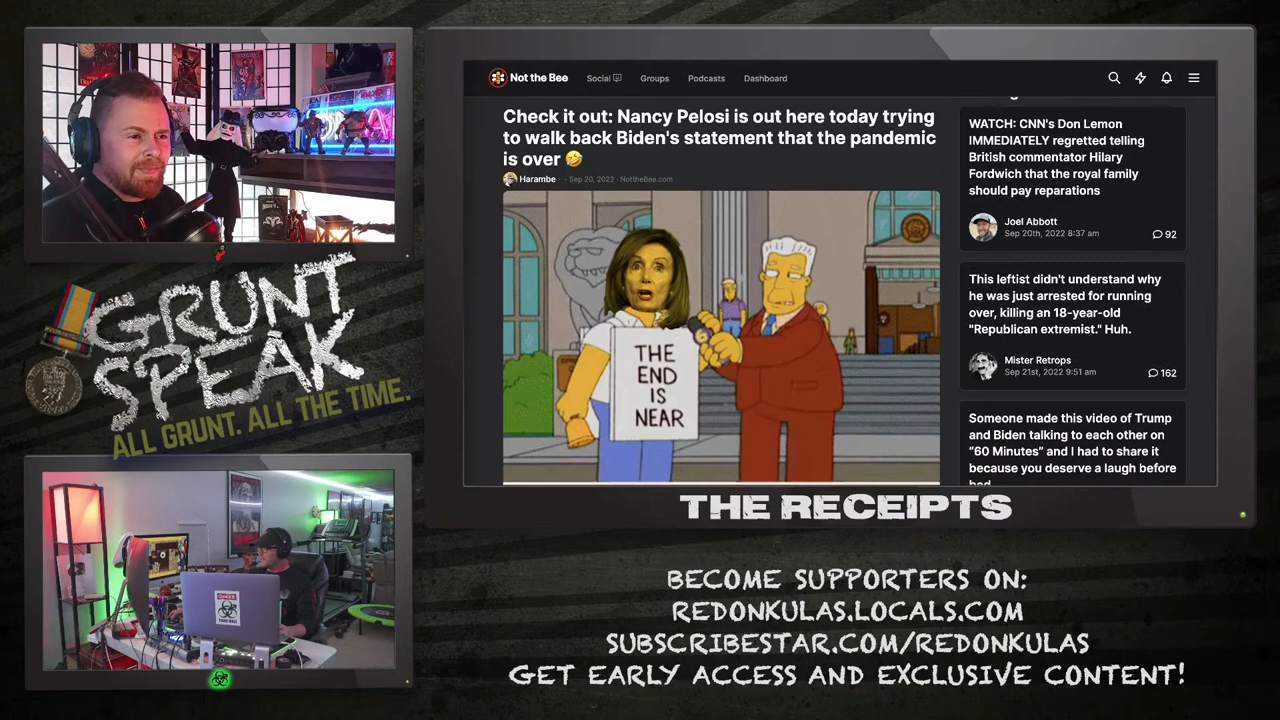 Not the Bee
Social
Groups
Podcasts
Dashboard
Check it out: Nancy Pelosi is out here today trying
to walk back Biden's statement that the pandemic
is over 🤣
Harambe · Sep 20, 2022 · NottheBee.com
THE
END
IS
NEAR
WATCH: CNN's Don Lemon
IMMEDIATELY regretted telling
British commentator Hilary
Fordwich that the royal family
should pay reparations
Joel Abbott
Sep 20th, 2022 8:37 am
92
This leftist didn't understand why
he was just arrested for running
over, killing an 18-year-old
"Republican extremist." Huh.
Mister Retrops
Sep 21st, 2022 9:51 am
162
Someone made this video of Trump
and Biden talking to each other on
“60 Minutes” and I had to share it
because you deserve a laugh before
bed
GRUNT
SPEAK
ALL GRUNT. ALL THE TIME.
THE RECEIPTS
BECOME SUPPORTERS ON:
REDONKULAS.LOCALS.COM
SUBSCRIBESTAR.COM/REDONKULAS
GET EARLY ACCESS AND EXCLUSIVE CONTENT!
DANGER